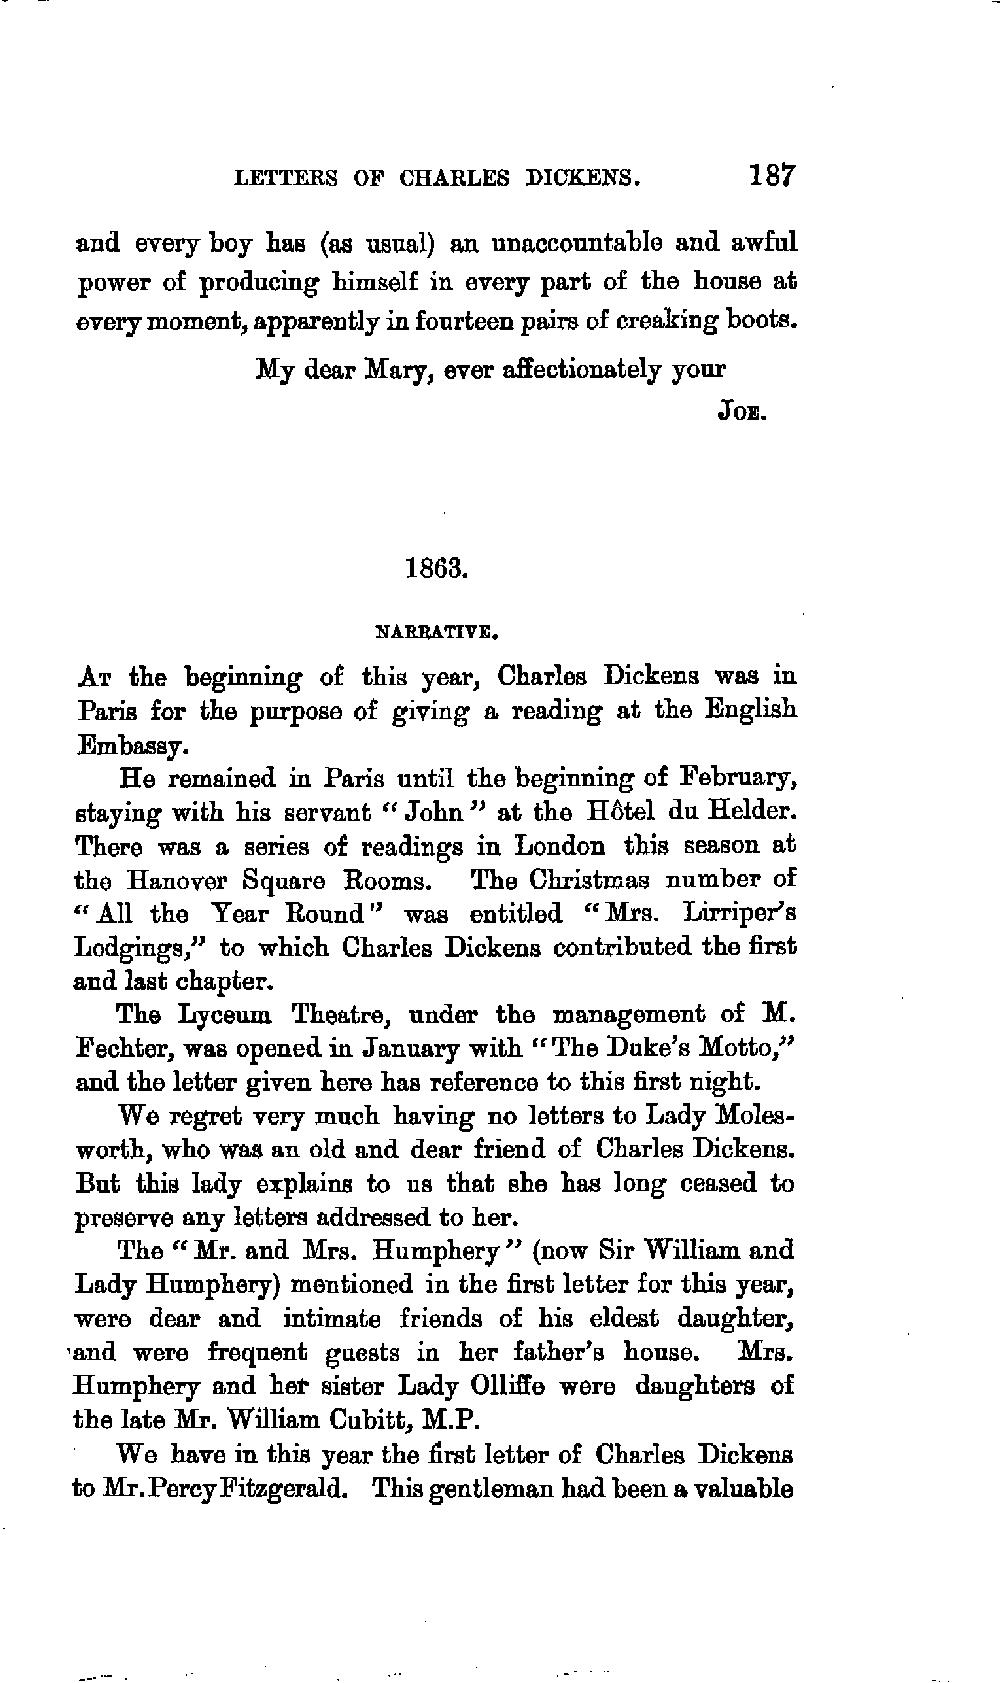 LETTERS OF CHARLES DICKENS. 187
and every boy has (as usual) an unaccountable and awful
power of producing himself in every part of the house at
every moment, apparently in fourteen pairs of creaking boots.
My dear Mary, ever affectionately your
JOE.
1863.
NARRATIVE.
AT the beginning of this year, Charles Dickens was in
Paris for the purpose of giving a reading at the English
Embassy.
He remained in Paris until the beginning of February,
staying with his servant “John” at the Hôtel du Helder.
There was a series of readings in London this season at
the Hanover Square Rooms. The Christmas number of
“All the Year Round” was entitled “Mrs. Lirriper's
Lodgings,” to which Charles Dickens contributed the first
and last chapter.
The Lyceum Theatre, under the management of M.
Fechter, was opened in January with “The Duke's Motto,”
and the letter given here has reference to this first night.
We regret very much having no letters to Lady Moles-
worth, who was an old and dear friend of Charles Dickens.
But this lady explains to us that she has long ceased to
preserve any letters addressed to her.
The “Mr. and Mrs. Humphery” (now Sir William and
Lady Humphery) mentioned in the first letter for this year,
were dear and intimate friends of his eldest daughter,
and were frequent guests in her father's house. Mrs.
Humphery and her sister Lady Olliffe were daughters of
the late Mr. William Cubitt, M.P.
We have in this year the first letter of Charles Dickens
to Mr. Percy Fitzgerald. This gentleman had been a valuable